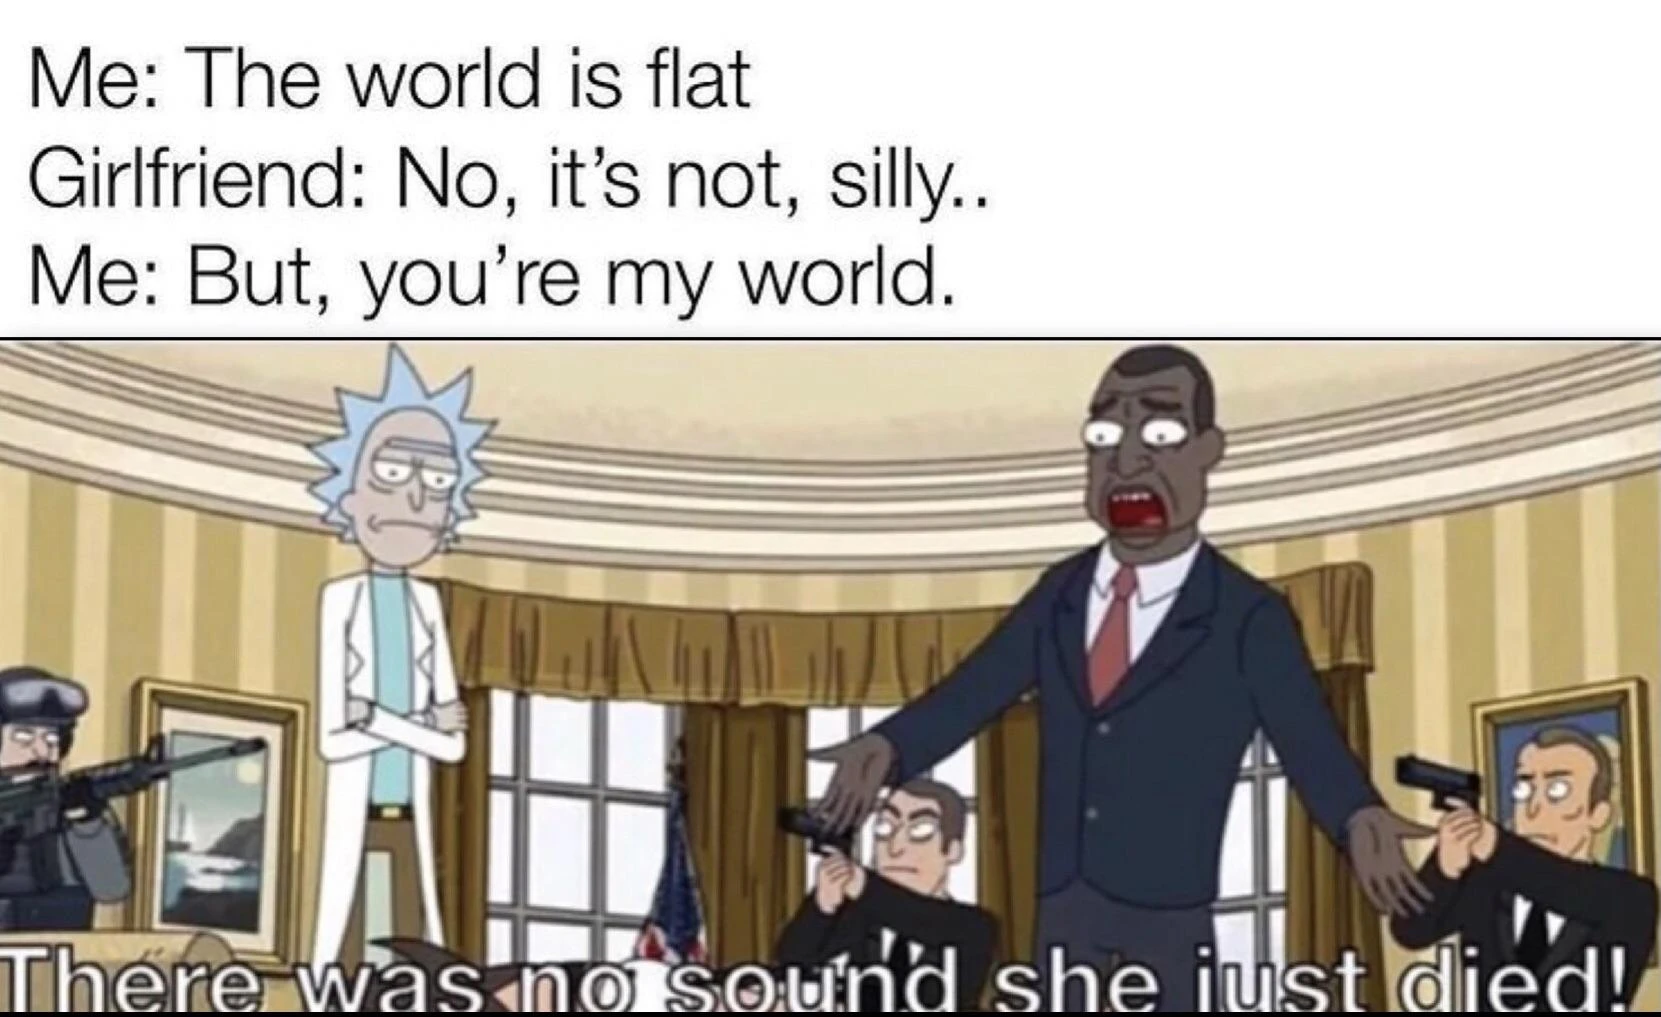 Me: The world is flat
Girlfriend: No, it’s not, silly..
Me: But, you’re my world.
There was no sound she just died!